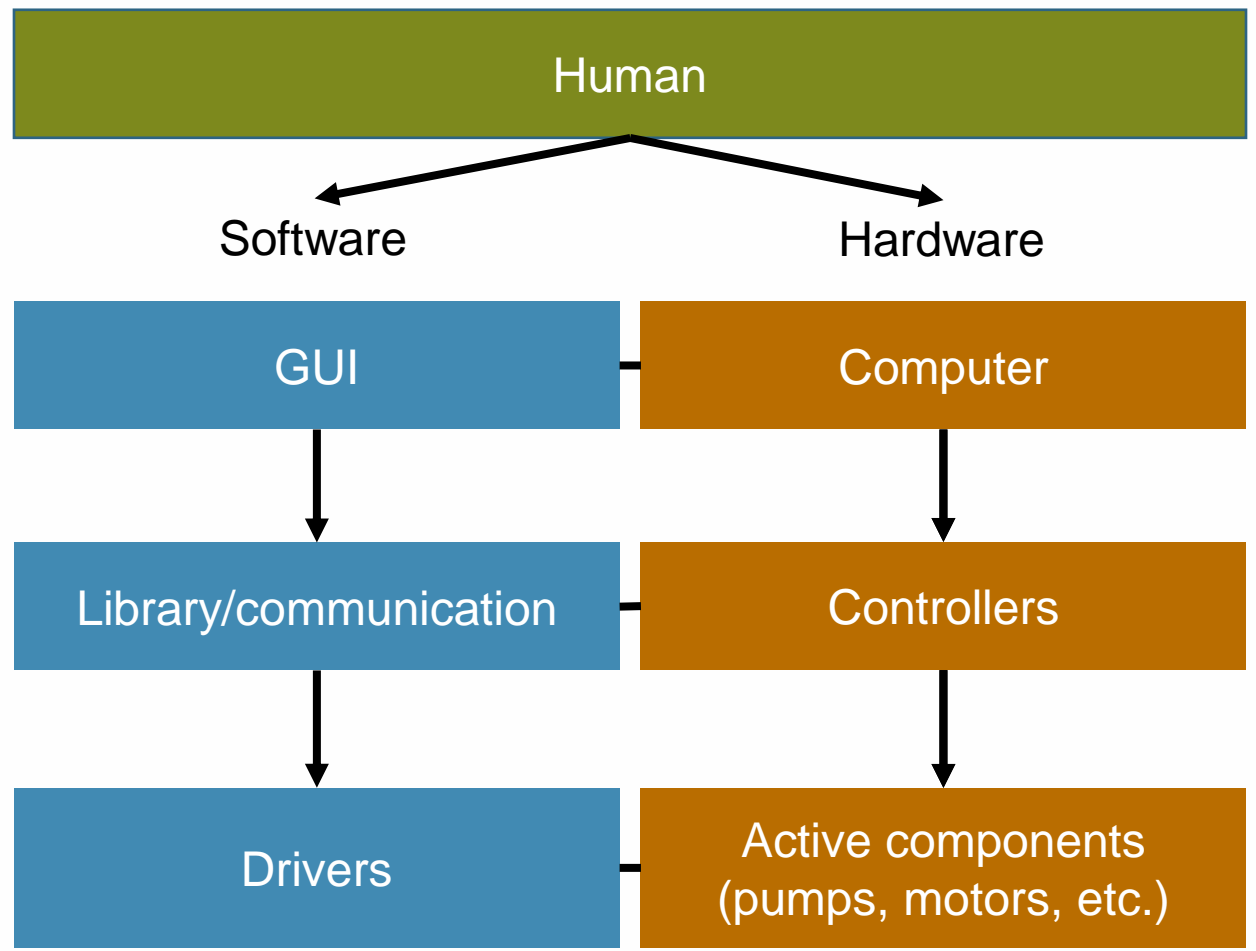 Human
Software
Hardware
GUI
Computer
Library/communication
Controllers
Drivers
Active components
(pumps, motors, etc.)